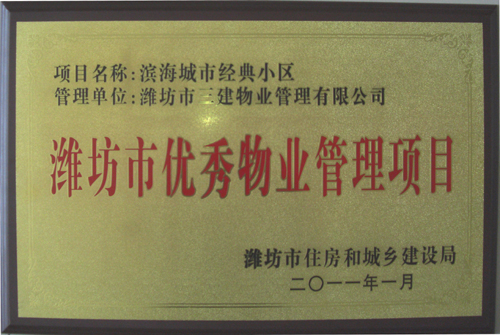 项目名称:滨海城市经典小区
管理单位:潍坊市三建物业管理有限公司
潍坊市优秀物业管理项目
潍坊市住房和城乡建设局
二〇一一年一月